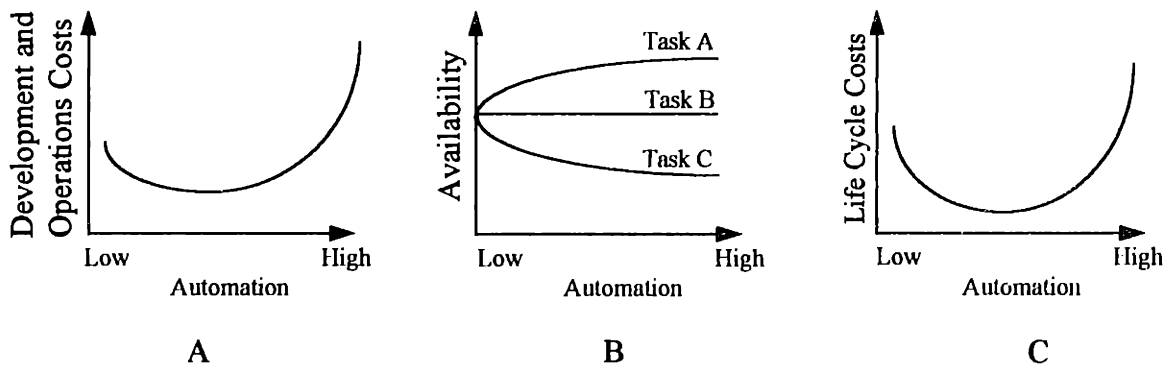 Development and
Operations Costs
Low
High
Automation
A
Availability
Task A
Task B
Task C
Low
High
Automation
B
Life Cycle Costs
Low
High
Automation
C